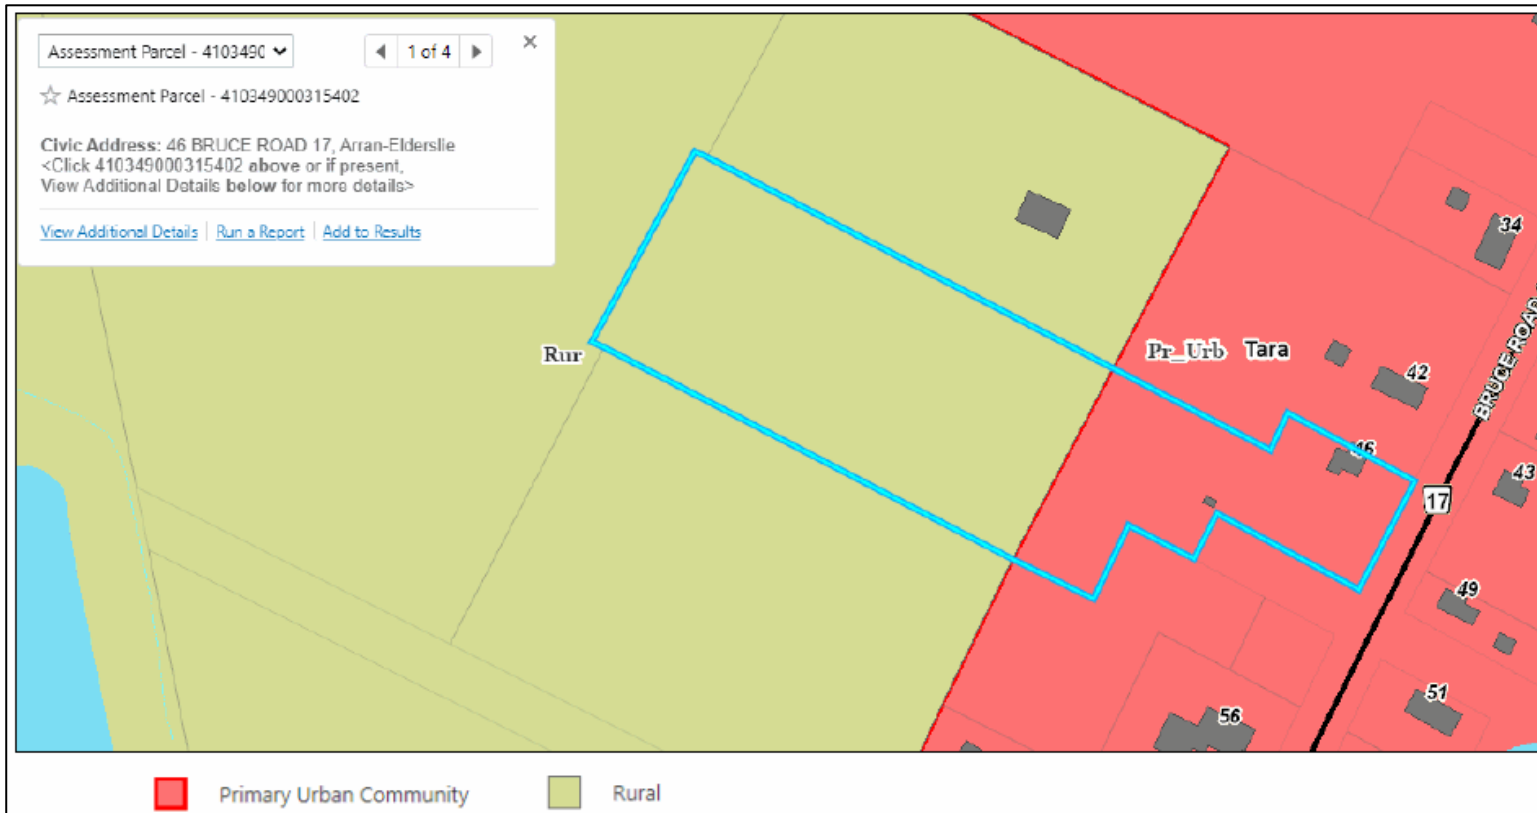 Assessment Parcel - 4103490
1 of 4
Assessment Parcel - 410349000315402
Civic Address: 46 BRUCE ROAD 17, Arran-Elderslie
<Click 410349000315402 above or if present,
View Additional Details below for more details>
View Additional Details | Run a Report | Add to Results
34
BRUCE ROAD
Rur
Pr_Urb Tara
42
46
43
17
49
51
56
Primary Urban Community
Rural